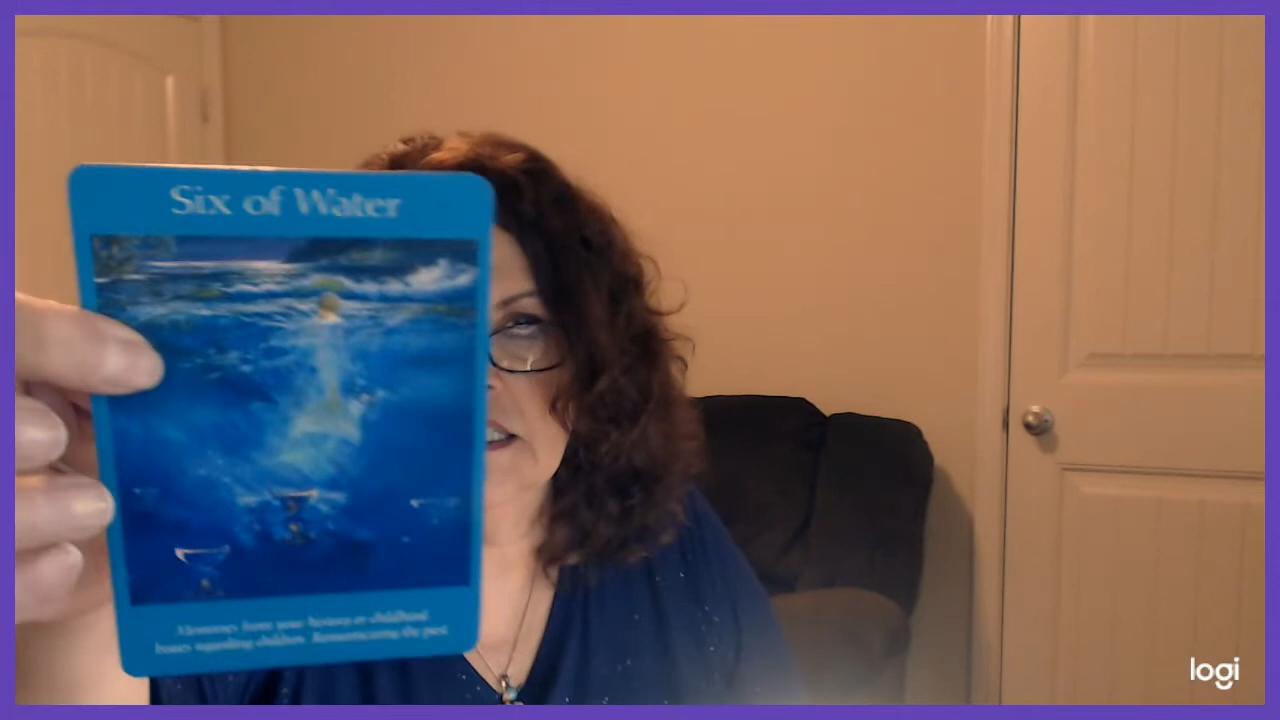 Six of Water
Memories from your history or childhood.
Issues regarding children. Romanticizing the past.
logi